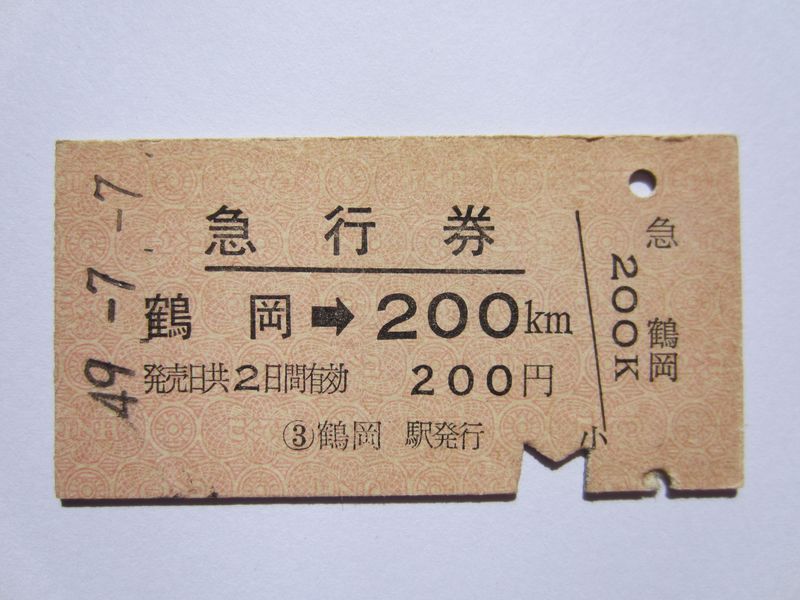 49.-7.-7
急行券
鶴岡➡200km
発売日共2日間有効 200円
③鶴岡 駅発行
急 鶴岡
200K
小